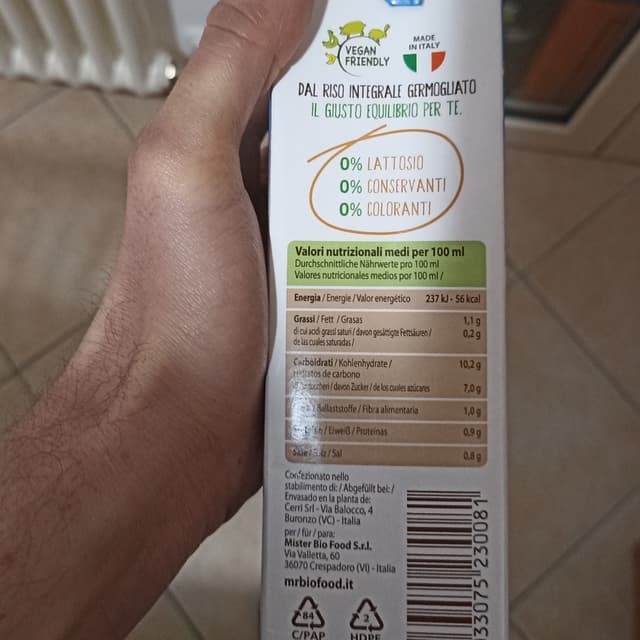 VEGAN
FRIENDLY
MADE
IN ITALY
DAL RISO INTEGRALE GERMOGLIATO
IL GIUSTO EQUILIBRIO PER TE.
0% LATTOSIO
0% CONSERVANTI
0% COLORANTI
Valori nutrizionali medi per 100 ml
Durchschnittliche Nährwerte pro 100 ml
Valores nutricionales medios por 100 ml /
Energia / Energie / Valor energético 237 kJ - 56 kcal
Grassi / Fett / Grasas 1,1 g
di cui acidi grassi saturi / davon gesättigte Fettsäuren / 0,2 g
de las cuales saturadas /
Carboidrati / Kohlenhydrate / 10,2 g
de carbono
/ davon Zucker / de los cuales azúcares 7,0 g
Ballaststoffe / Fibra alimentaria 1,0 g
/ Eiweiß / Proteínas 0,9 g
Sale / Salz / Sal 0,8 g
Confezionato nello
stabilimento di: / Abgefüllt bei: /
Envasado en la planta de:
Cerri Srl - Via Balocco, 4
Buronzo (VC) - Italia
per / für / para:
Mister Bio Food S.r.l.
Via Valletta, 60
36070 Crespadoro (VI) - Italia
mrbiofood.it
84
C/PAP
2
HDPE
33075 230081